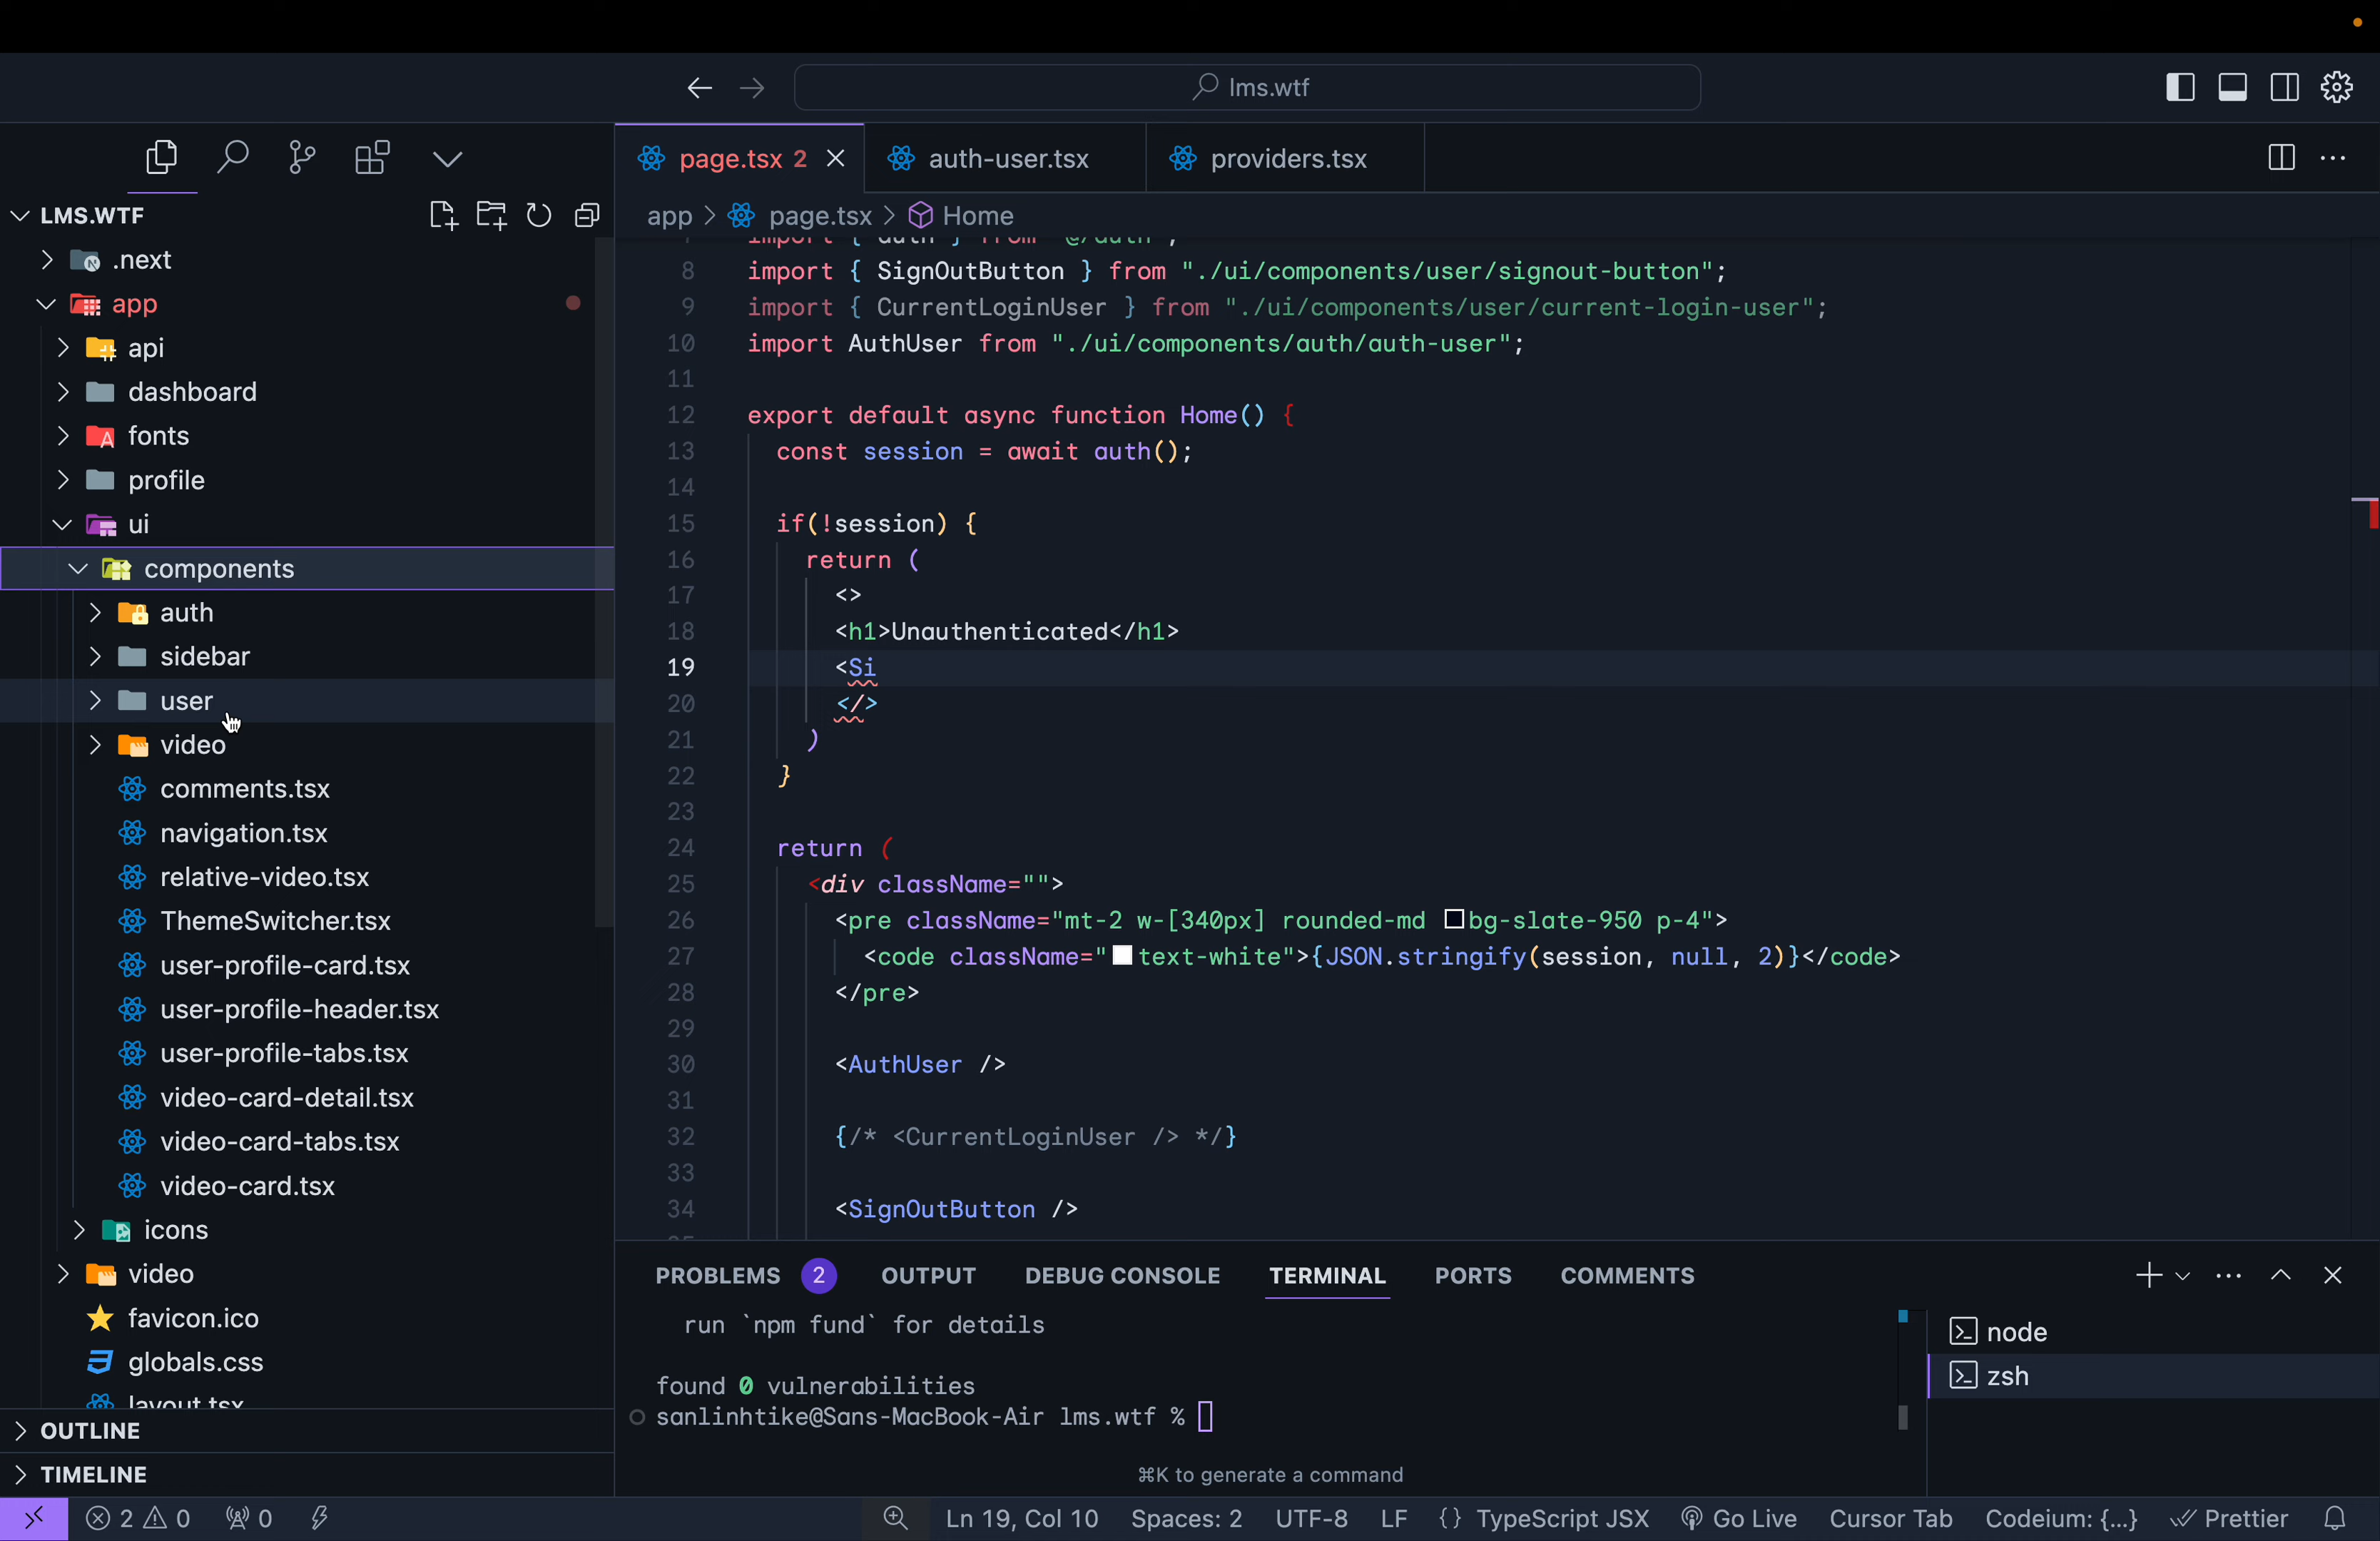 lms.wtf
page.tsx 2
auth-user.tsx
providers.tsx
LMS.WTF
app > page.tsx > Home
.next
app
api
dashboard
fonts
profile
ui
components
auth
sidebar
user
video
comments.tsx
navigation.tsx
relative-video.tsx
ThemeSwitcher.tsx
user-profile-card.tsx
user-profile-header.tsx
user-profile-tabs.tsx
video-card-detail.tsx
video-card-tabs.tsx
video-card.tsx
icons
video
favicon.ico
globals.css
layout.tsx
OUTLINE
TIMELINE
import { auth } from "@/auth";
8 import { SignOutButton } from "./ui/components/user/signout-button";
9 import { CurrentLoginUser } from "./ui/components/user/current-login-user";
10 import AuthUser from "./ui/components/auth/auth-user";
11
12 export default async function Home() {
13 const session = await auth();
14
15 if(!session) {
16 return (
17 <>
18 <h1>Unauthenticated</h1>
19 <Si
20 </>
21 )
22 }
23
24 return (
25 <div className="">
26 <pre className="mt-2 w-[340px] rounded-md bg-slate-950 p-4">
27 <code className="text-white">{JSON.stringify(session, null, 2)}</code>
28 </pre>
29
30 <AuthUser />
31
32 {/* <CurrentLoginUser /> */}
33
34 <SignOutButton />
PROBLEMS 2 OUTPUT DEBUG CONSOLE TERMINAL PORTS COMMENTS
run `npm fund` for details
found 0 vulnerabilities
sanlinhtike@Sans-MacBook-Air lms.wtf %
⌘K to generate a command
node
zsh
2 0 0 Ln 19, Col 10 Spaces: 2 UTF-8 LF {} TypeScript JSX Go Live Cursor Tab Codeium: {...} Prettier